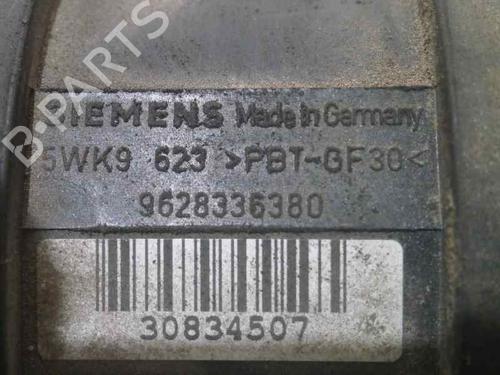 SIEMENS Made in Germany
5WK9 623 >PBT-GF30<
9628336380
30834507
B-PARTS